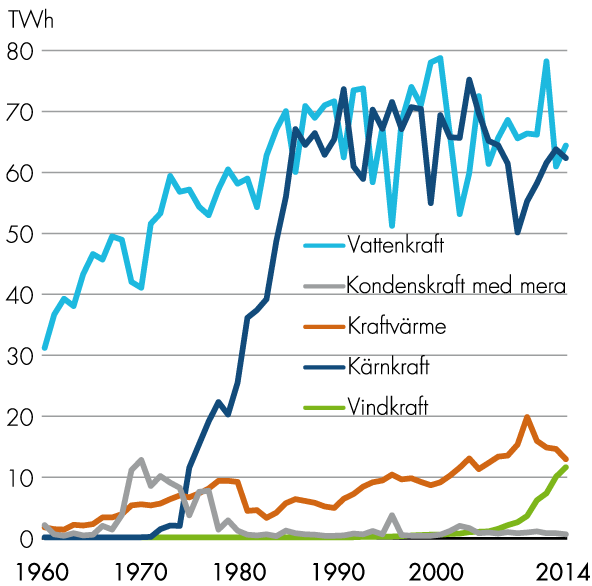 TWh
80
70
60
50
40
30
20
10
0
Vattenkraft
Kondenskraft med mera
Kraftvärme
Kärnkraft
Vindkraft
1960 1970 1980 1990 2000 2014